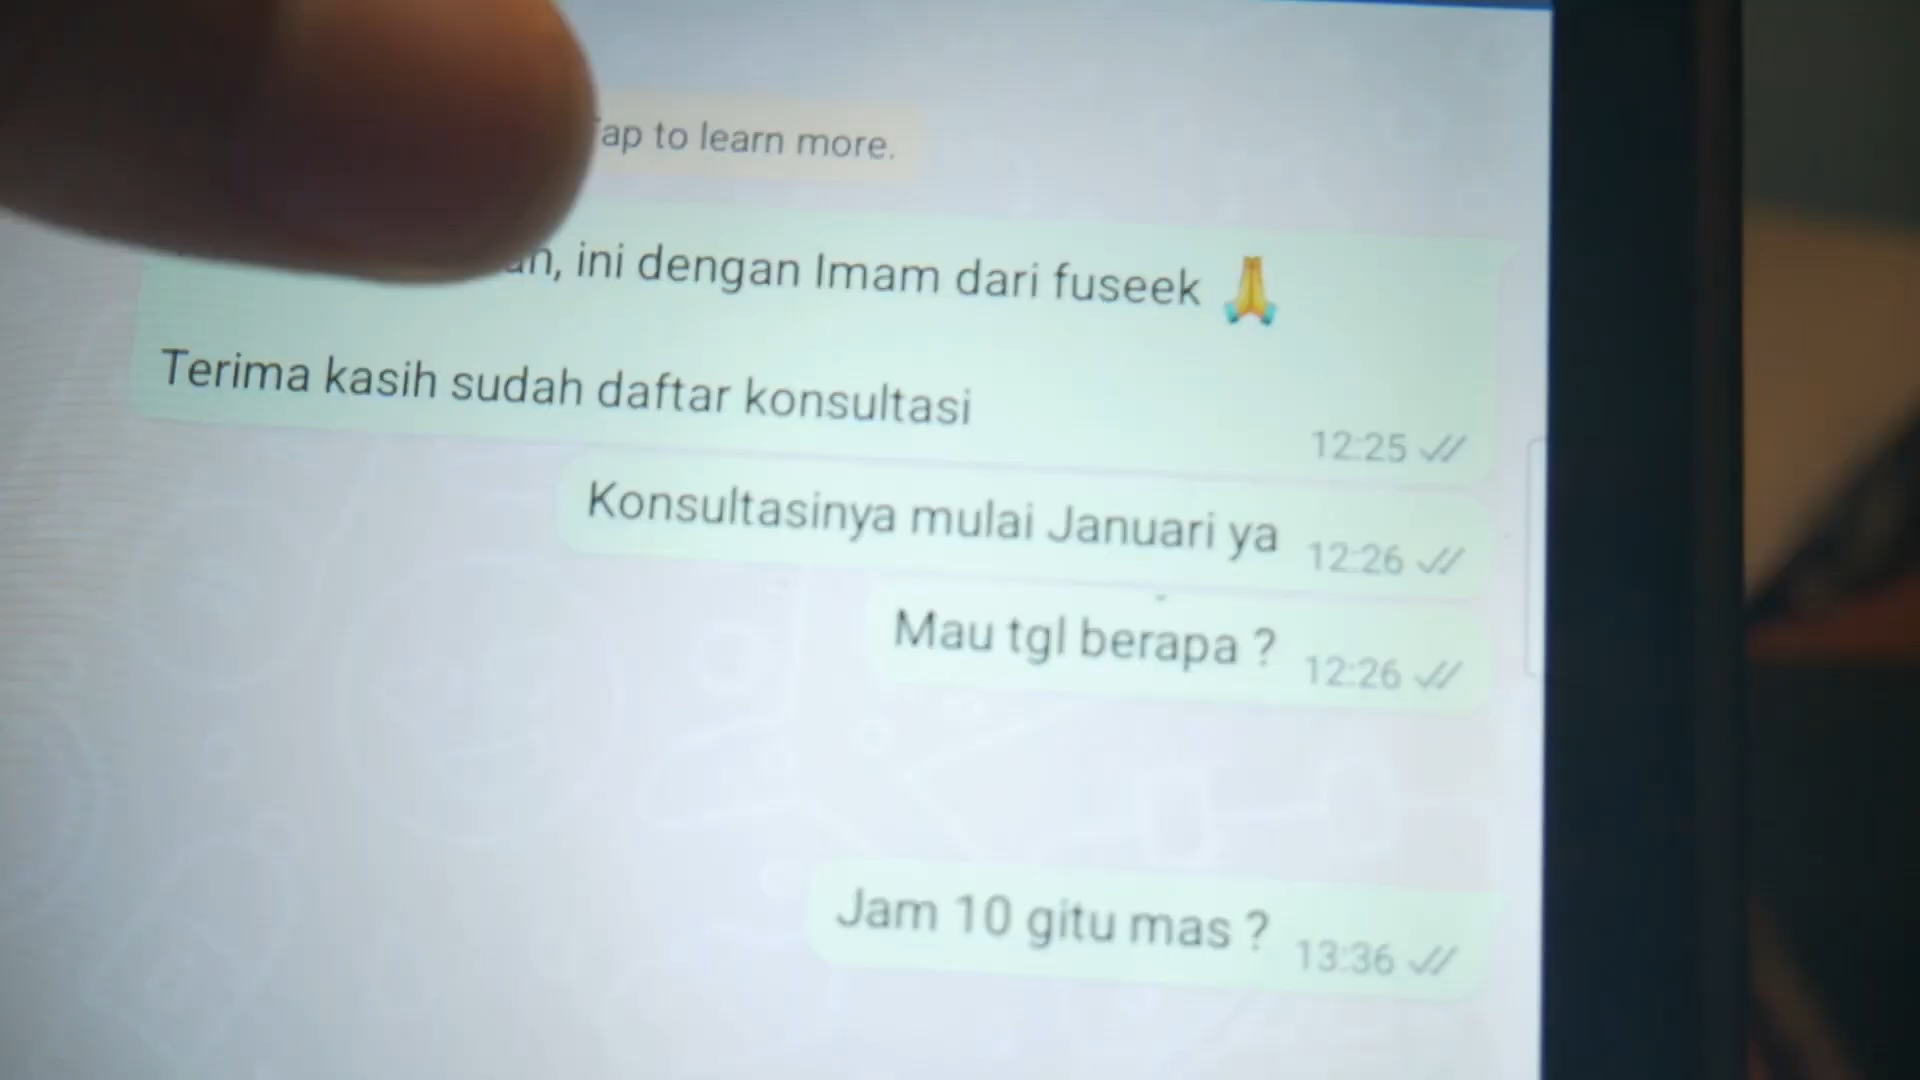 ap to learn more.
, ini dengan Imam dari fuseek 🙏
Terima kasih sudah daftar konsultasi
12:25
Konsultasinya mulai Januari ya
12:26
Mau tgl berapa ?
12:26
Jam 10 gitu mas ?
13:36